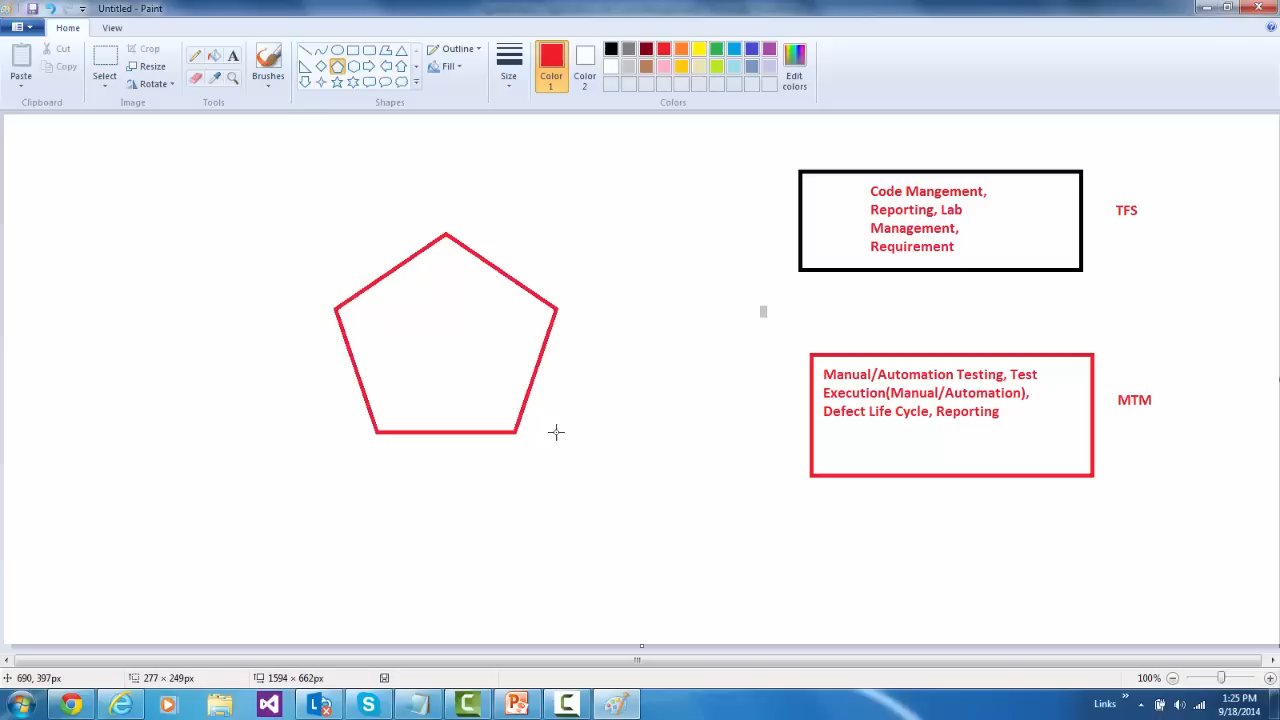 Untitled - Paint
Home View
Paste
Cut
Copy
Clipboard
Select
Crop
Resize
Rotate
Image
Tools
Brushes
Shapes
Outline
Fill
Size
Color 1
Color 2
Edit colors
Colors
Code Mangement,
Reporting, Lab
Management,
Requirement
TFS
Manual/Automation Testing, Test
Execution(Manual/Automation),
Defect Life Cycle, Reporting
MTM
690, 397px 277 × 249px 1594 × 662px 100%
Links 1:25 PM
9/18/2014